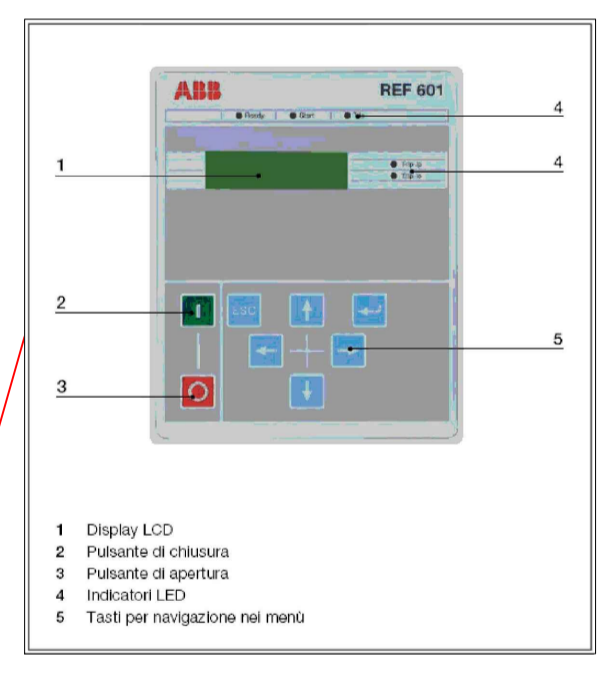 ABB REF 601
Ready Start
4
1
4
2
ESC
5
3
1 Display LCD
2 Pulsante di chiusura
3 Pulsante di apertura
4 Indicatori LED
5 Tasti per navigazione nei menù